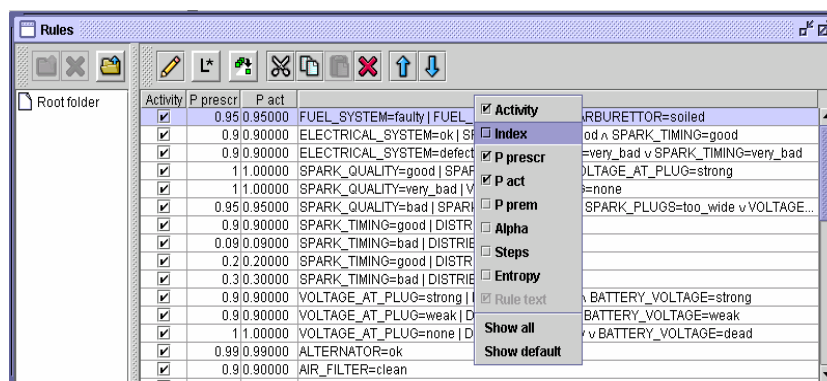 Rules
L*
Root folder
Activity P prescr P act
0.95 0.95000 FUEL_SYSTEM=faulty | FUEL_ ARBURETTOR=soiled
0.9 0.90000 ELECTRICAL_SYSTEM=ok | od ʌ SPARK_TIMING=good
0.9 0.90000 ELECTRICAL_SYSTEM=defect =very_bad v SPARK_TIMING=very_bad
1 1.00000 SPARK_QUALITY=good | SPAR OLTAGE_AT_PLUG=strong
1 1.00000 SPARK_QUALITY=very_bad | V =none
0.95 0.95000 SPARK_QUALITY=bad | SPARK SPARK_PLUGS=too_wide v VOLTAGE...
0.9 0.90000 SPARK_TIMING=good | DISTR
0.09 0.09000 SPARK_TIMING=bad | DISTRIE
0.2 0.20000 SPARK_TIMING=good | DISTR
0.3 0.30000 SPARK_TIMING=bad | DISTRIE
0.9 0.90000 VOLTAGE_AT_PLUG=strong | ʌ BATTERY_VOLTAGE=strong
0.9 0.90000 VOLTAGE_AT_PLUG=weak | D BATTERY_VOLTAGE=weak
1 1.00000 VOLTAGE_AT_PLUG=none | D v BATTERY_VOLTAGE=dead
0.99 0.99000 ALTERNATOR=ok
0.9 0.90000 AIR_FILTER=clean
Activity
Index
P prescr
P act
P prem
Alpha
Steps
Entropy
Rule text
Show all
Show default